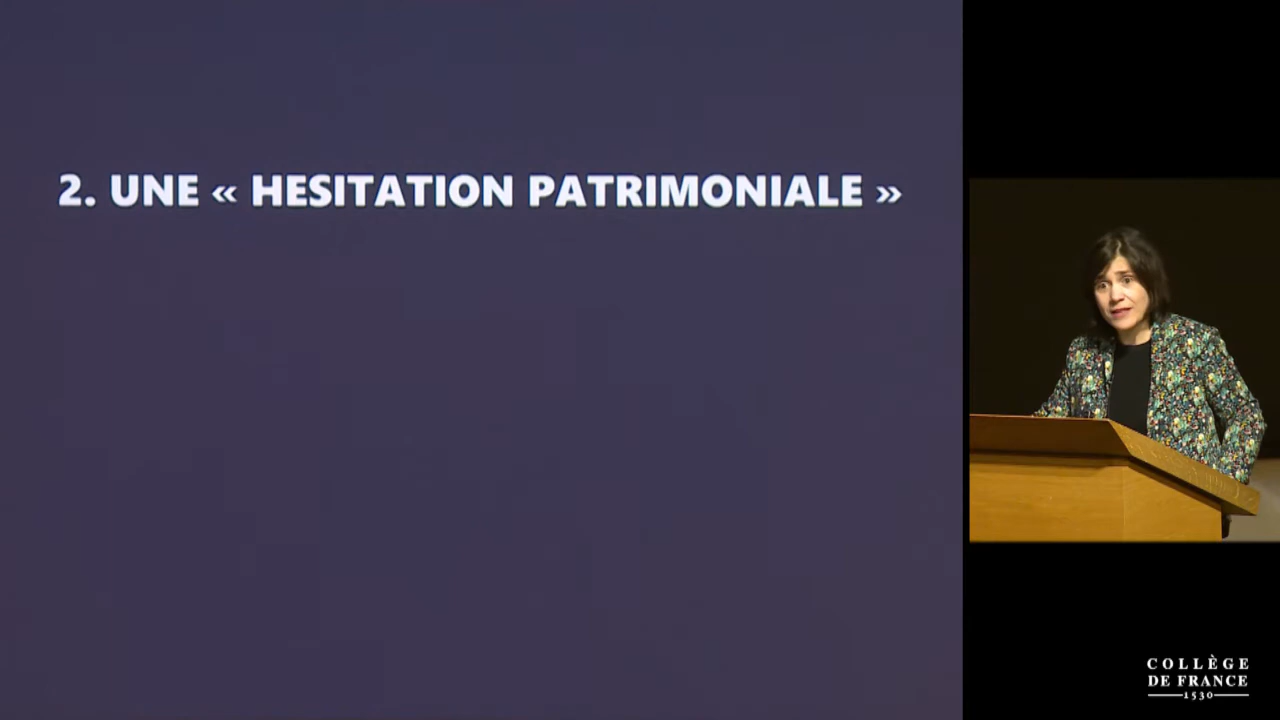 2. UNE « HESITATION PATRIMONIALE »
COLLÈGE
DE FRANCE
1530